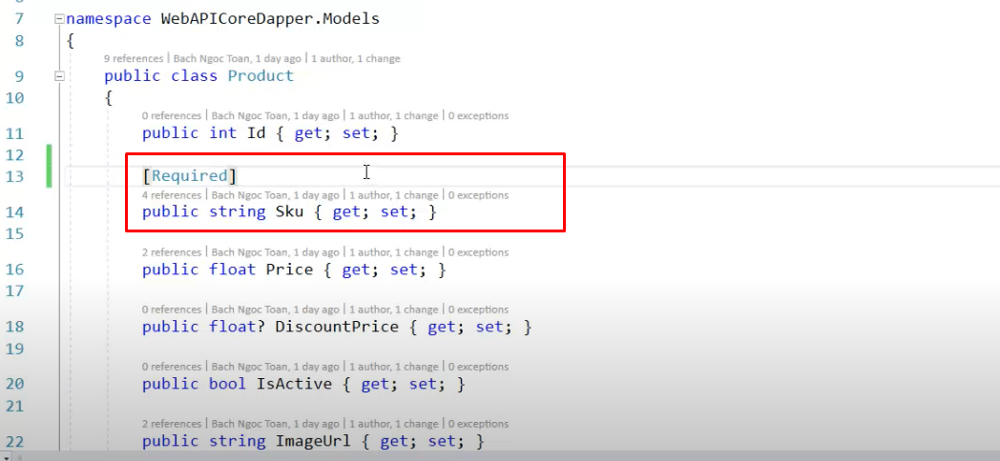 7 namespace WebAPICoreDapper.Models
8 {
9 references | Bach Ngoc Toan, 1 day ago | 1 author, 1 change
9 public class Product
10 {
0 references | Bach Ngoc Toan, 1 day ago | 1 author, 1 change | 0 exceptions
11 public int Id { get; set; }
12
13 [Required]
4 references | Bach Ngoc Toan, 1 day ago | 1 author, 1 change | 0 exceptions
14 public string Sku { get; set; }
15
2 references | Bach Ngoc Toan, 1 day ago | 1 author, 1 change | 0 exceptions
16 public float Price { get; set; }
17
0 references | Bach Ngoc Toan, 1 day ago | 1 author, 1 change | 0 exceptions
18 public float? DiscountPrice { get; set; }
19
0 references | Bach Ngoc Toan, 1 day ago | 1 author, 1 change | 0 exceptions
20 public bool IsActive { get; set; }
21
2 references | Bach Ngoc Toan, 1 day ago | 1 author, 1 change | 0 exceptions
22 public string ImageUrl { get; set; }